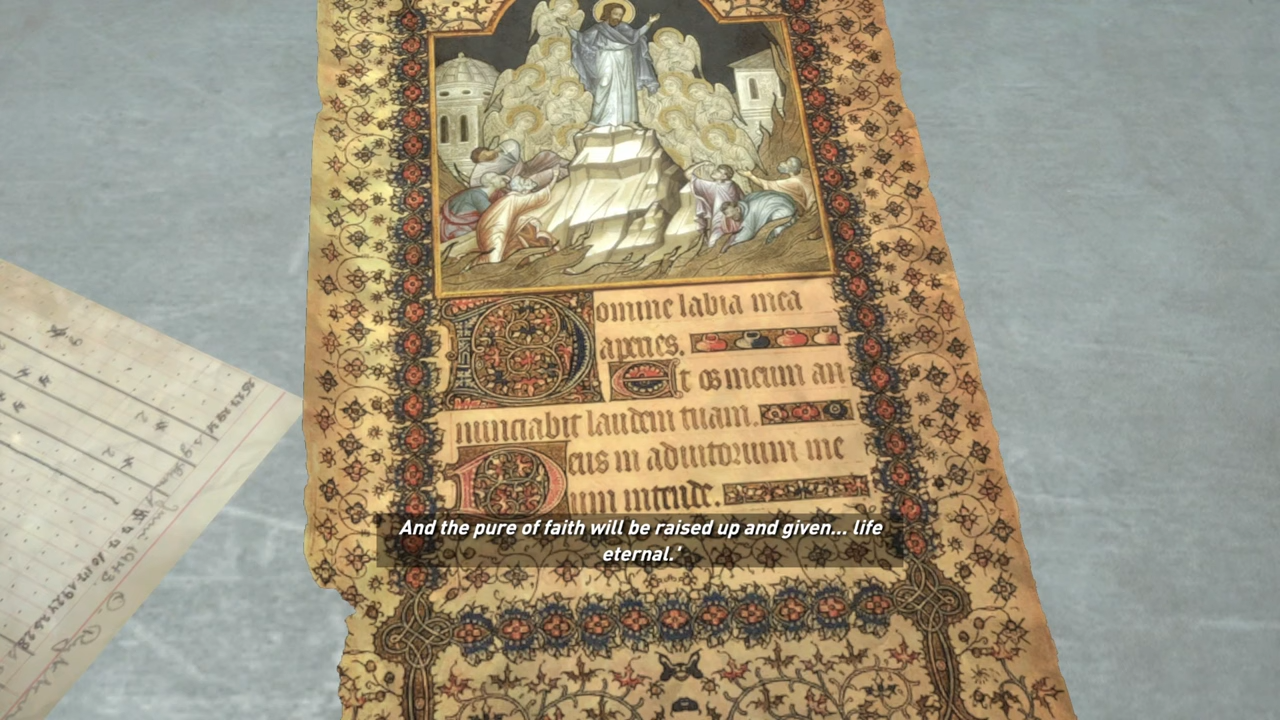 Domine labia mea
aperies.
Et os meum an
nunciabit laudem tuam.
Deus in adiutorium me
um intende.
And the pure of faith will be raised up and given... life
eternal.'